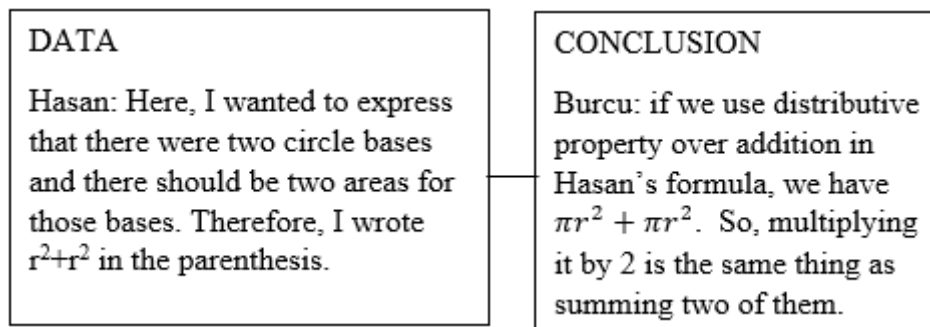 DATA
Hasan: Here, I wanted to express
that there were two circle bases
and there should be two areas for
those bases. Therefore, I wrote
r²+r² in the parenthesis.
CONCLUSION
Burcu: if we use distributive
property over addition in
Hasan's formula, we have
𝜋𝑟² + 𝜋𝑟². So, multiplying
it by 2 is the same thing as
summing two of them.